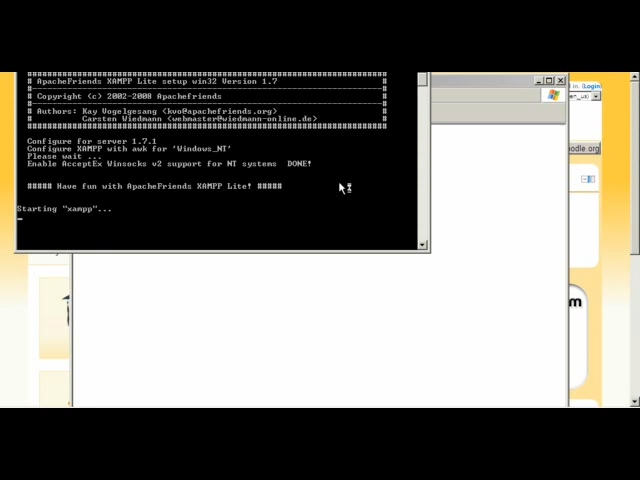 ################################################################
# ApacheFriends XAMPP Lite setup win32 Version 1.7 #
#--------------------------------------------------------------#
# Copyright (c) 2002-2008 Apachefriends #
#--------------------------------------------------------------#
# Authors: Kay Vogelgesang <kvo@apachefriends.org> #
# Carsten Wiedmann <webmaster@wiedmann-online.de> #
################################################################
Configure for server 1.7.1
Configure XAMPP with awk for 'Windows_NT'
Please wait ...
Enable AcceptEx Winsocks v2 support for NT systems DONE!
##### Have fun with ApacheFriends XAMPP Lite! #####
Starting "xampp"...
in. (Login)
en_us)
odle.org
m